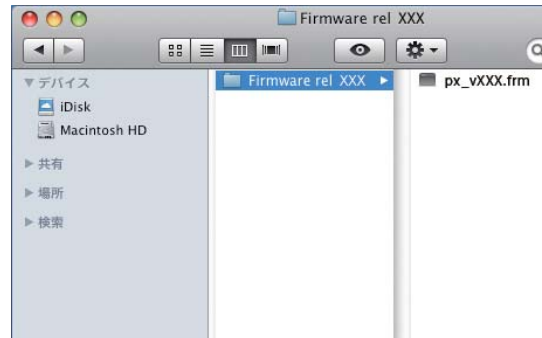 Firmware rel XXX
デバイス
iDisk
Macintosh HD
共有
場所
検索
Firmware rel XXX
px_vXXX.frm